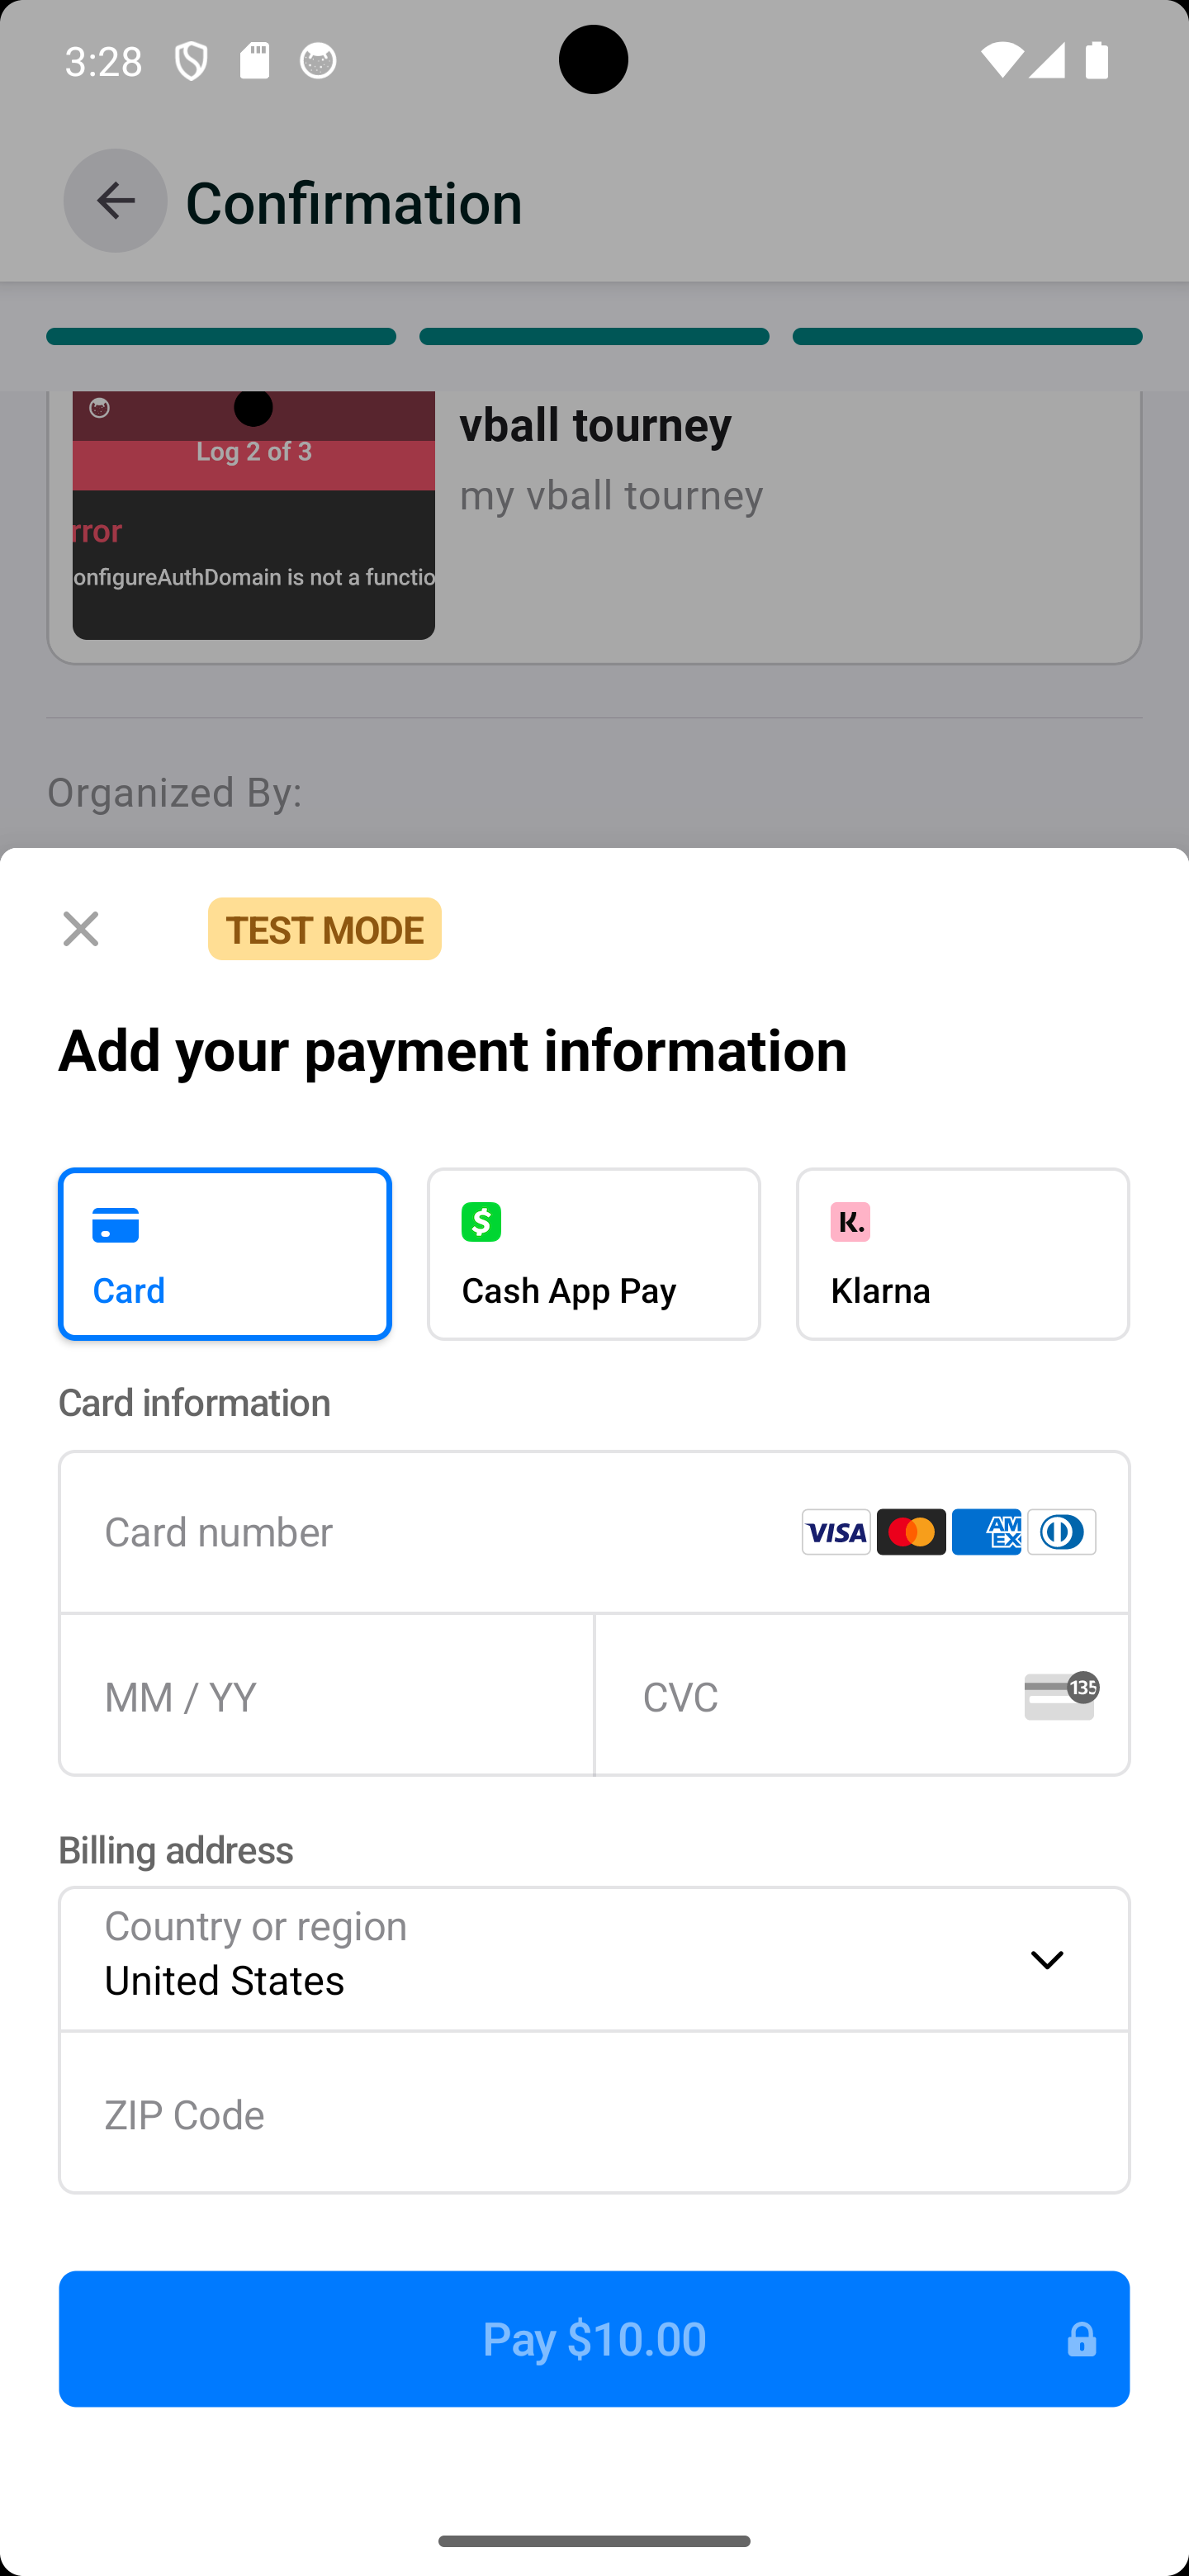 3:28
Confirmation
vball tourney
Log 2 of 3
my vball tourney
rror
onfigureAuthDomain is not a functio
Organized By:
TEST MODE
Add your payment information
Card
Cash App Pay
K.
Klarna
Card information
Card number
VISA
AM
EX
MM / YY
CVC
135
Billing address
Country or region
United States
ZIP Code
Pay $10.00